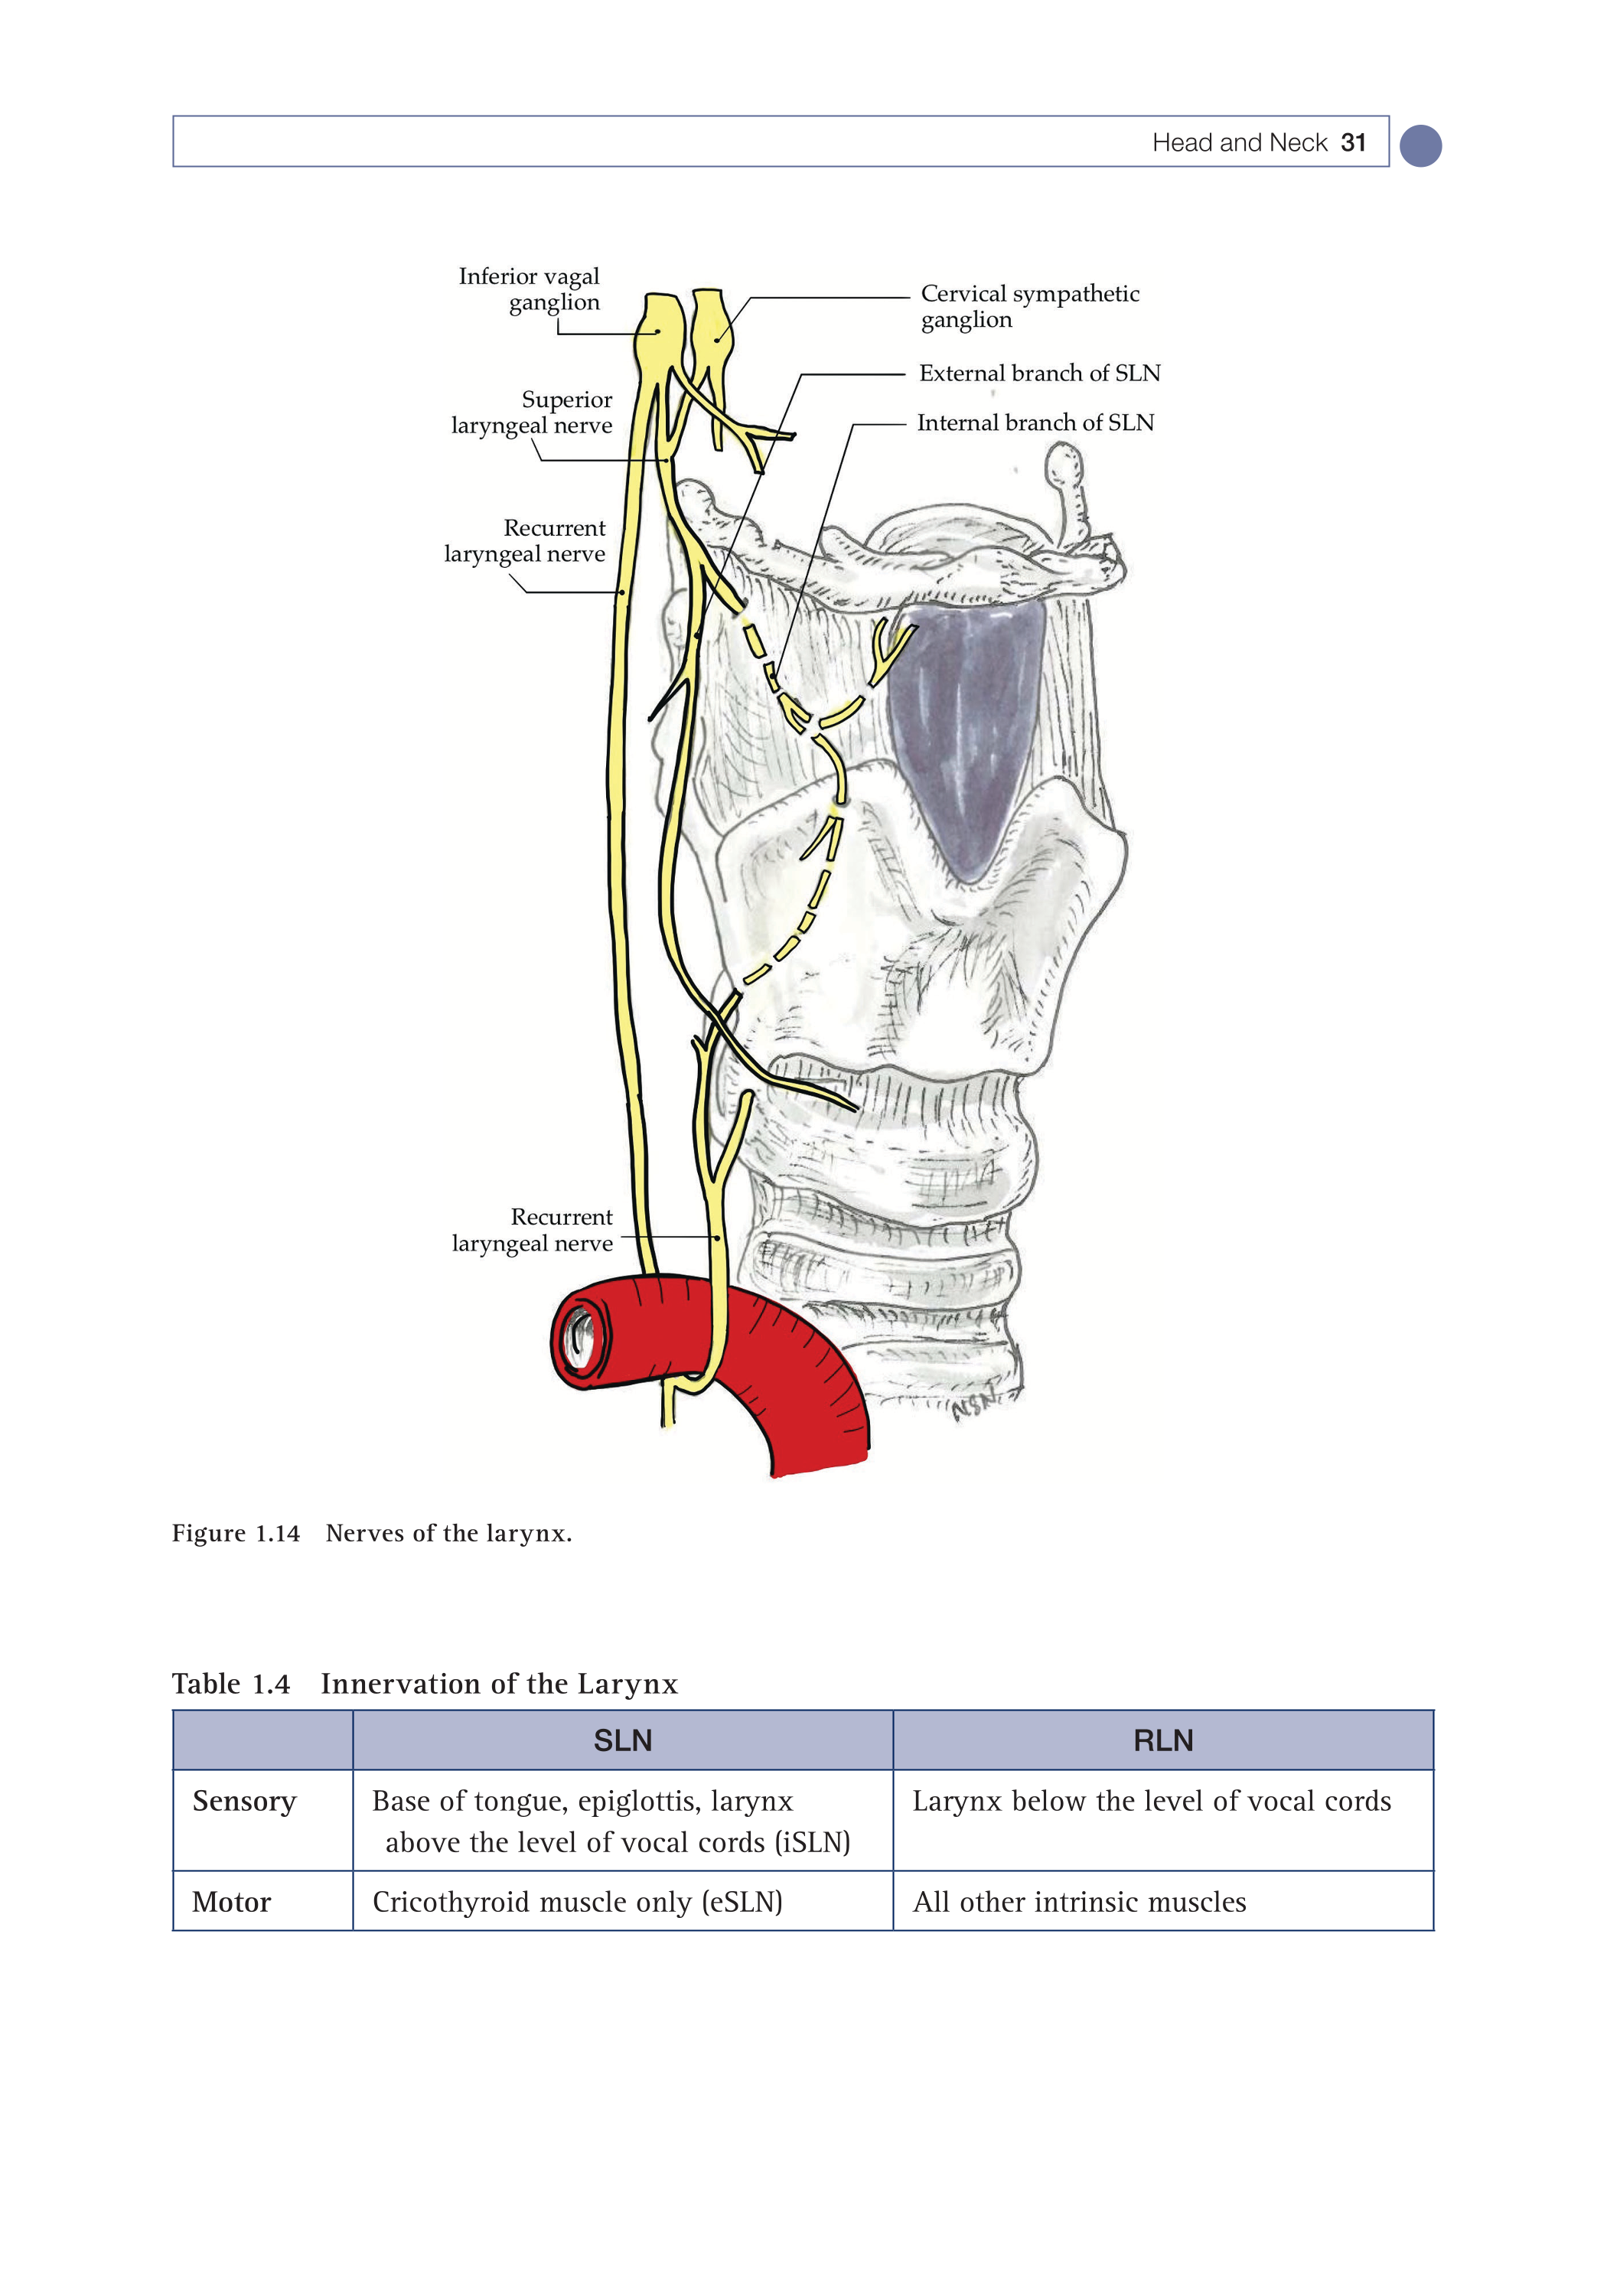 Head and Neck 31
Inferior vagal
ganglion
Cervical sympathetic
ganglion
External branch of SLN
Superior
laryngeal nerve
Internal branch of SLN
Recurrent
laryngeal nerve
Recurrent
laryngeal nerve
NSN
Figure 1.14 Nerves of the larynx.
Table 1.4 Innervation of the Larynx
SLN RLN
Sensory Base of tongue, epiglottis, larynx Larynx below the level of vocal cords
above the level of vocal cords (iSLN)
Motor Cricothyroid muscle only (eSLN) All other intrinsic muscles